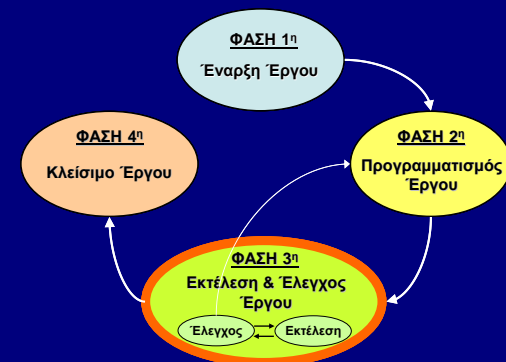 ΦΑΣΗ 1η
Έναρξη Έργου
ΦΑΣΗ 2η
Προγραμματισμός
Έργου
ΦΑΣΗ 3η
Εκτέλεση & Έλεγχος
Έργου
Έλεγχος
Εκτέλεση
ΦΑΣΗ 4η
Κλείσιμο Έργου